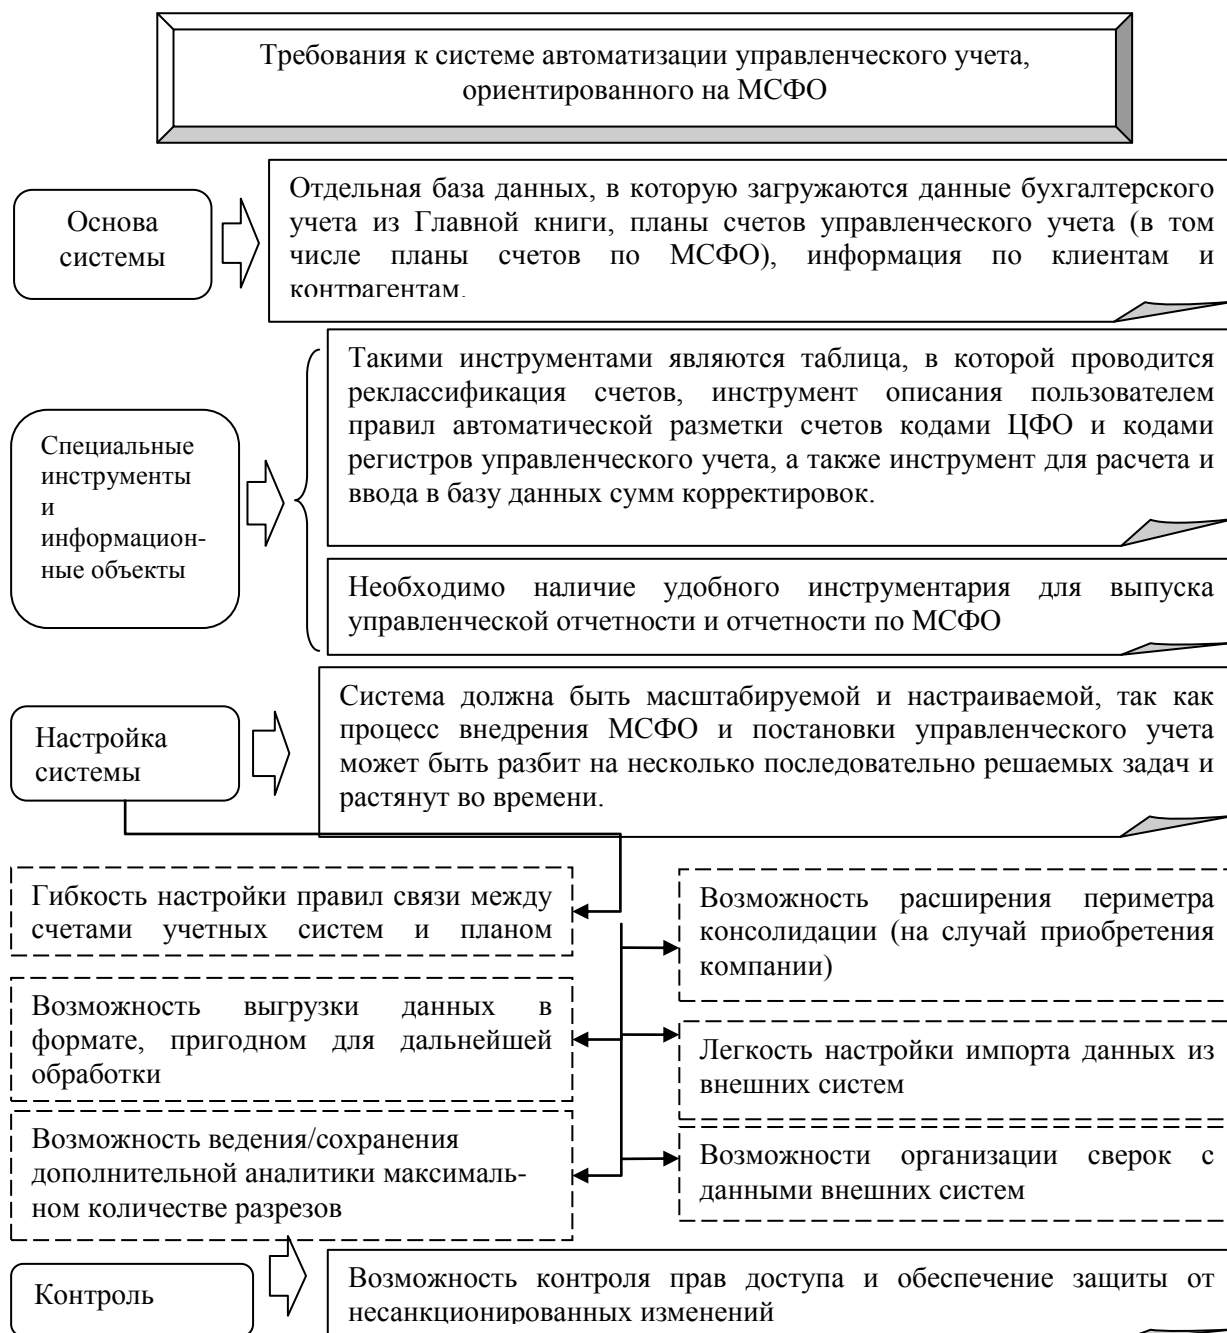 Требования к системе автоматизации управленческого учета,
ориентированного на МСФО
Основа
системы
Отдельная база данных, в которую загружаются данные бухгалтерского
учета из Главной книги, планы счетов управленческого учета (в том
числе планы счетов по МСФО), информация по клиентам и
контрагентам.
Специальные
инструменты
и
информацион-
ные объекты
Такими инструментами являются таблица, в которой проводится
реклассификация счетов, инструмент описания пользователем
правил автоматической разметки счетов кодами ЦФО и кодами
регистров управленческого учета, а также инструмент для расчета и
ввода в базу данных сумм корректировок.
Необходимо наличие удобного инструментария для выпуска
управленческой отчетности и отчетности по МСФО
Настройка
системы
Система должна быть масштабируемой и настраиваемой, так как
процесс внедрения МСФО и постановки управленческого учета
может быть разбит на несколько последовательно решаемых задач и
растянут во времени.
Гибкость настройки правил связи между
счетами учетных систем и планом
Возможность выгрузки данных в
формате, пригодном для дальнейшей
обработки
Возможность ведения/сохранения
дополнительной аналитики максималь-
ном количестве разрезов
Возможность расширения периметра
консолидации (на случай приобретения
компании)
Легкость настройки импорта данных из
внешних систем
Возможности организации сверок с
данными внешних систем
Контроль
Возможность контроля прав доступа и обеспечение защиты от
несанкционированных изменений